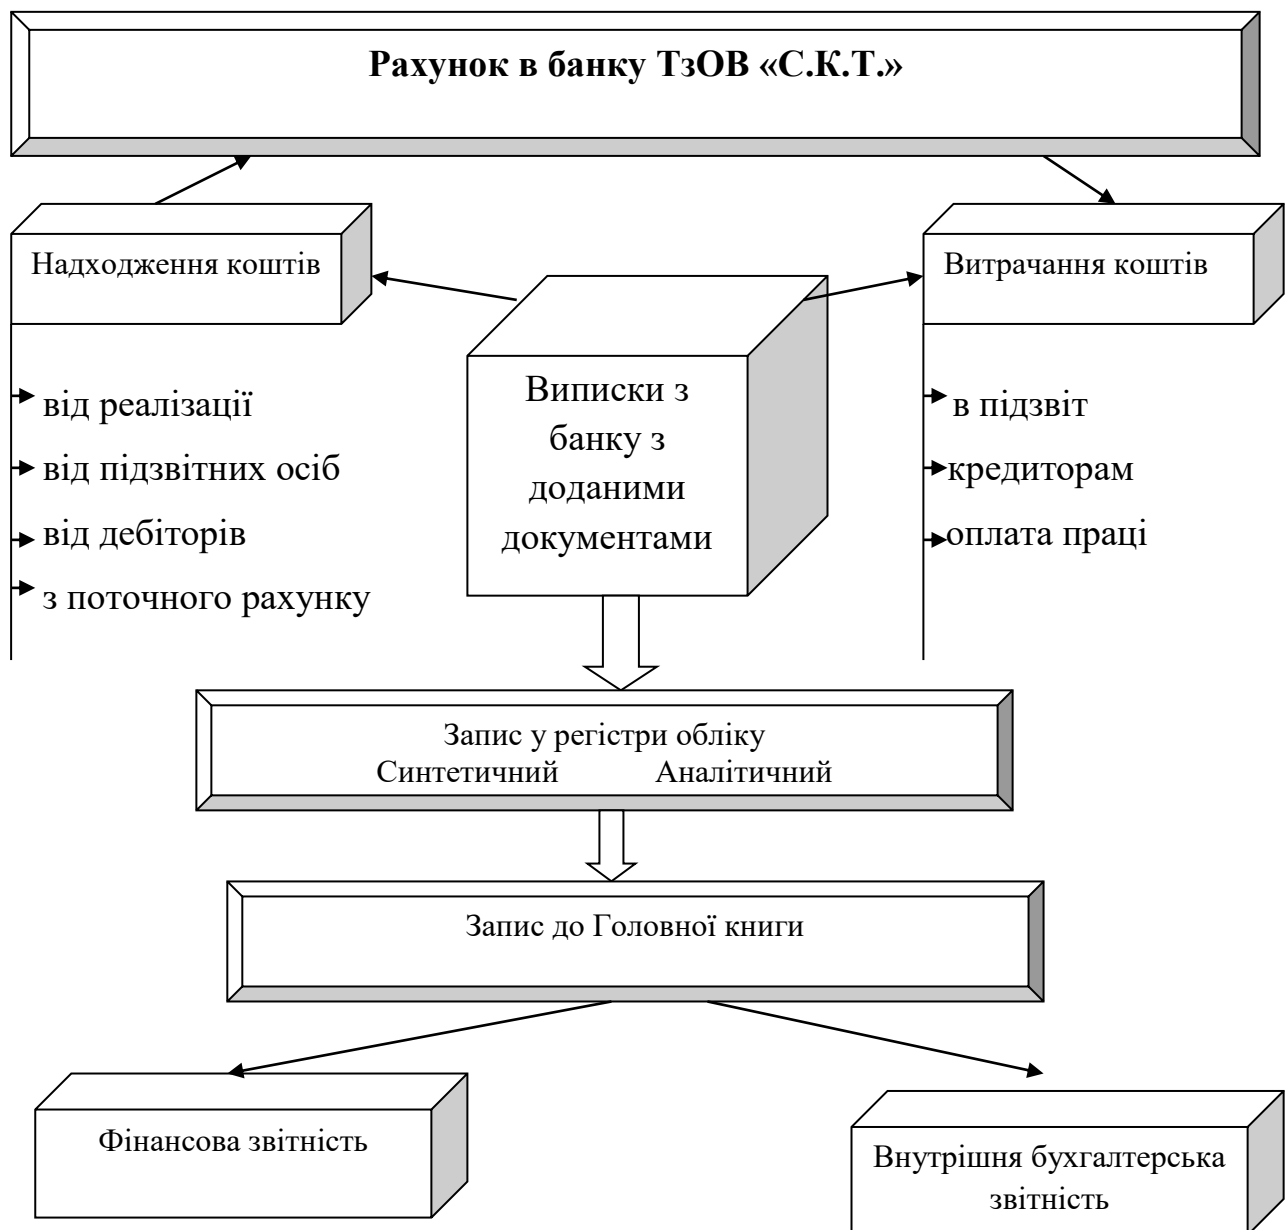 Рахунок в банку ТзОВ «С.К.Т.»
Надходження коштів
Витрачання коштів
від реалізації
від підзвітних осіб
від дебіторів
з поточного рахунку
Виписки з
банку з
доданими
документами
в підзвіт
кредиторам
оплата праці
Запис у регістри обліку
Синтетичний Аналітичний
Запис до Головної книги
Фінансова звітність
Внутрішня бухгалтерська
звітність